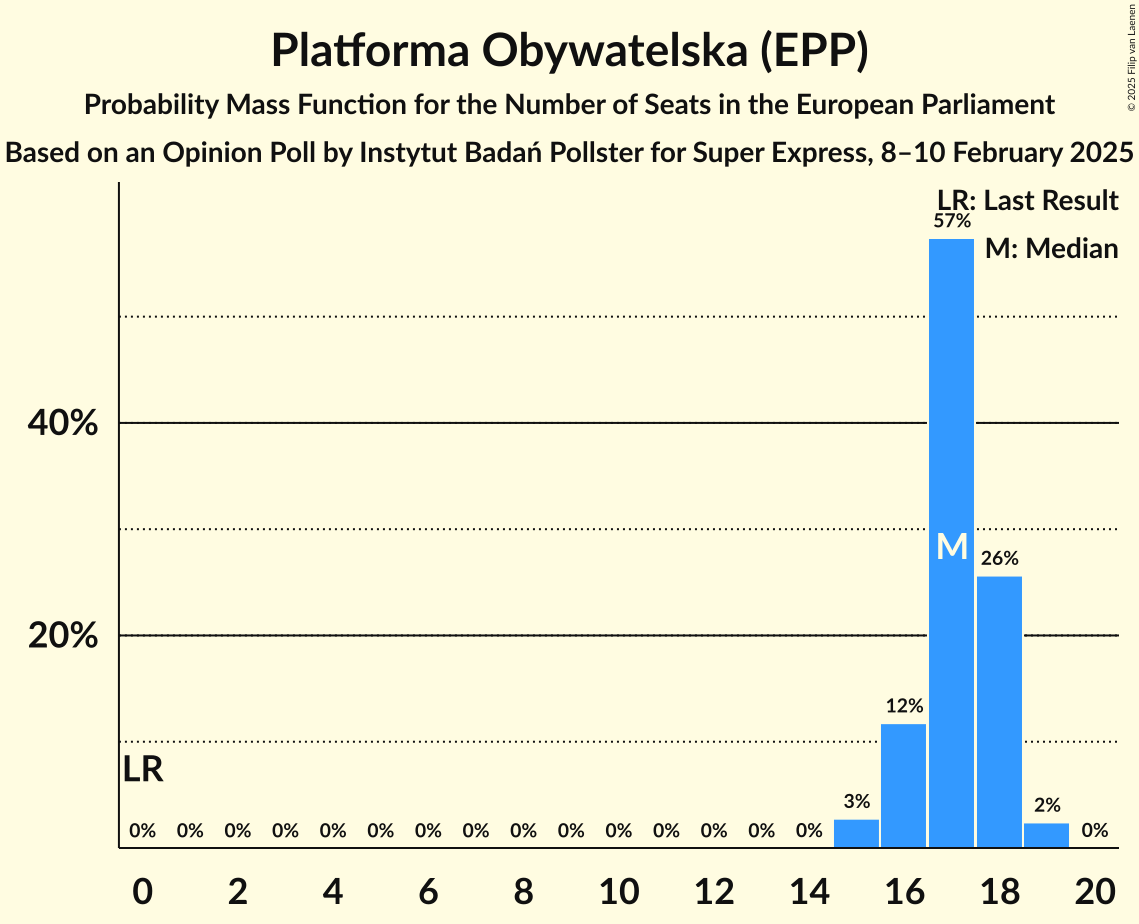 Platforma Obywatelska (EPP)
Probability Mass Function for the Number of Seats in the European Parliament
Based on an Opinion Poll by Instytut Badań Pollster for Super Express, 8–10 February 2025
© 2025 Filip van Laenen
LR: Last Result
M: Median
57%
40%
M
26%
20%
12%
LR
3%
2%
0% 0% 0% 0% 0% 0% 0% 0% 0% 0% 0% 0% 0% 0% 0% 0%
0 2 4 6 8 10 12 14 16 18 20